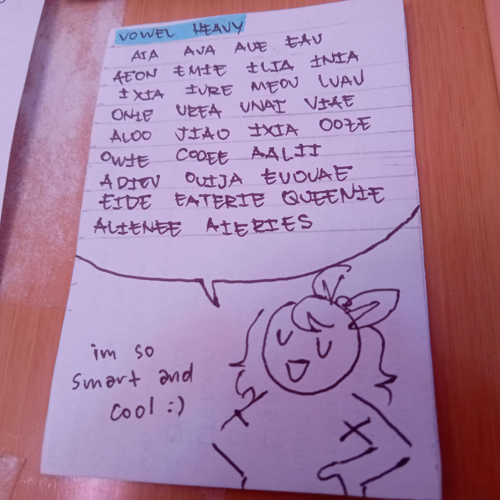 VOWEL HEAVY
AIA AVA AUE EAU
AEON EMIE ILIA INIA
IXIA IURE MEOU LUAU
ONIE UREA UNAI VIAE
ALOO JIAO IXIA OOZE
OWIE COOEE AALII
ADIEU OUIJA EUOUAE
EIDE EATERIE QUEENIE
ALIENEE AIERIES
im so
smart and
cool :)